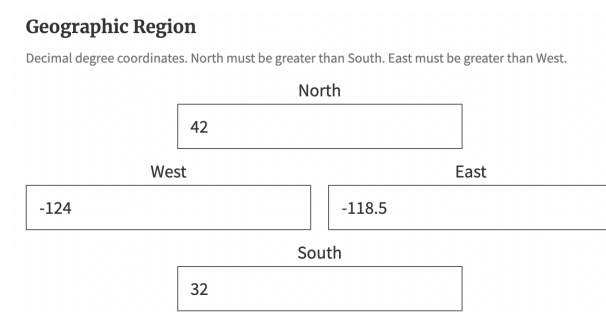 Geographic Region
Decimal degree coordinates. North must be greater than South. East must be greater than West.
North
42
West
East
-124
-118.5
South
32